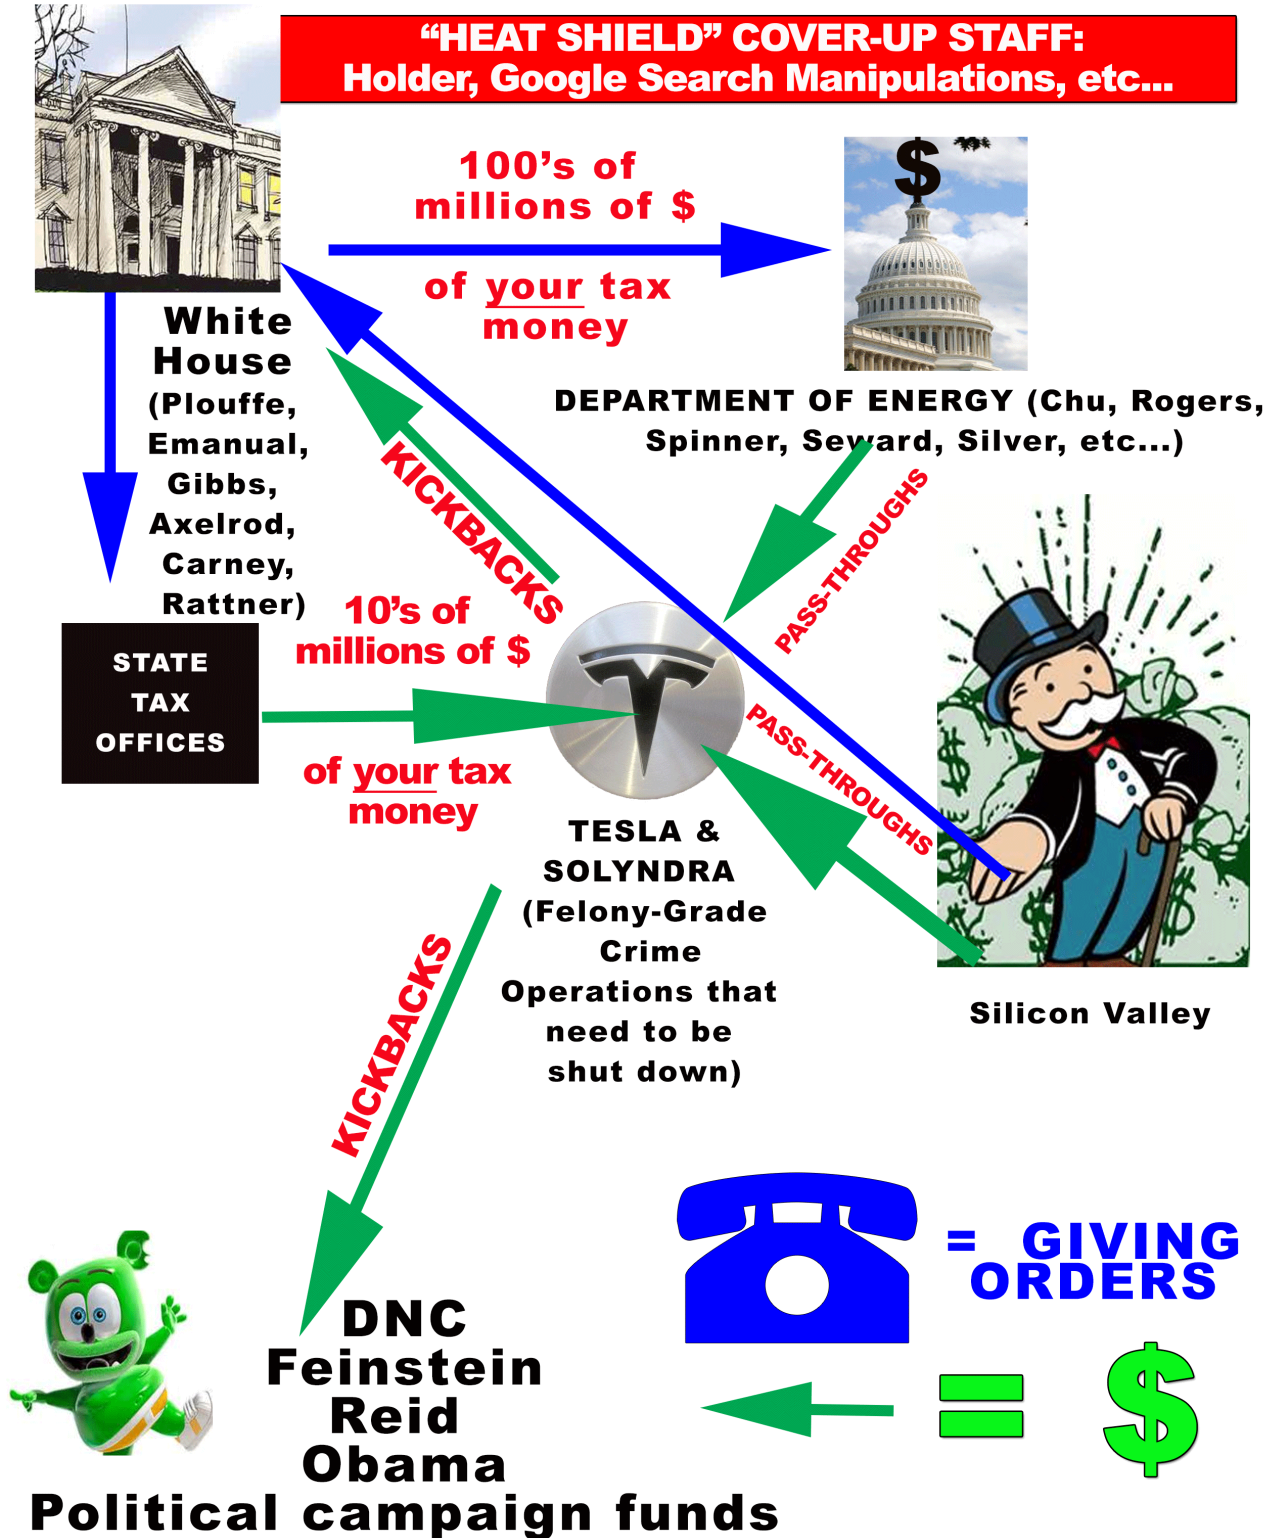 “HEAT SHIELD” COVER-UP STAFF:
Holder, Google Search Manipulations, etc...
100’s of
millions of $
of your tax
money
$
White
House
(Plouffe,
Emanual,
Gibbs,
Axelrod,
Carney,
Rattner)
DEPARTMENT OF ENERGY (Chu, Rogers,
Spinner, Seward, Silver, etc...)
KICKBACKS
PASS-THROUGHS
STATE
TAX
OFFICES
10’s of
millions of $
of your tax
money
PASS-THROUGHS
TESLA &
SOLYNDRA
(Felony-Grade
Crime
Operations that
need to be
shut down)
Silicon Valley
KICKBACKS
= GIVING
ORDERS
= $
DNC
Feinstein
Reid
Obama
Political campaign funds